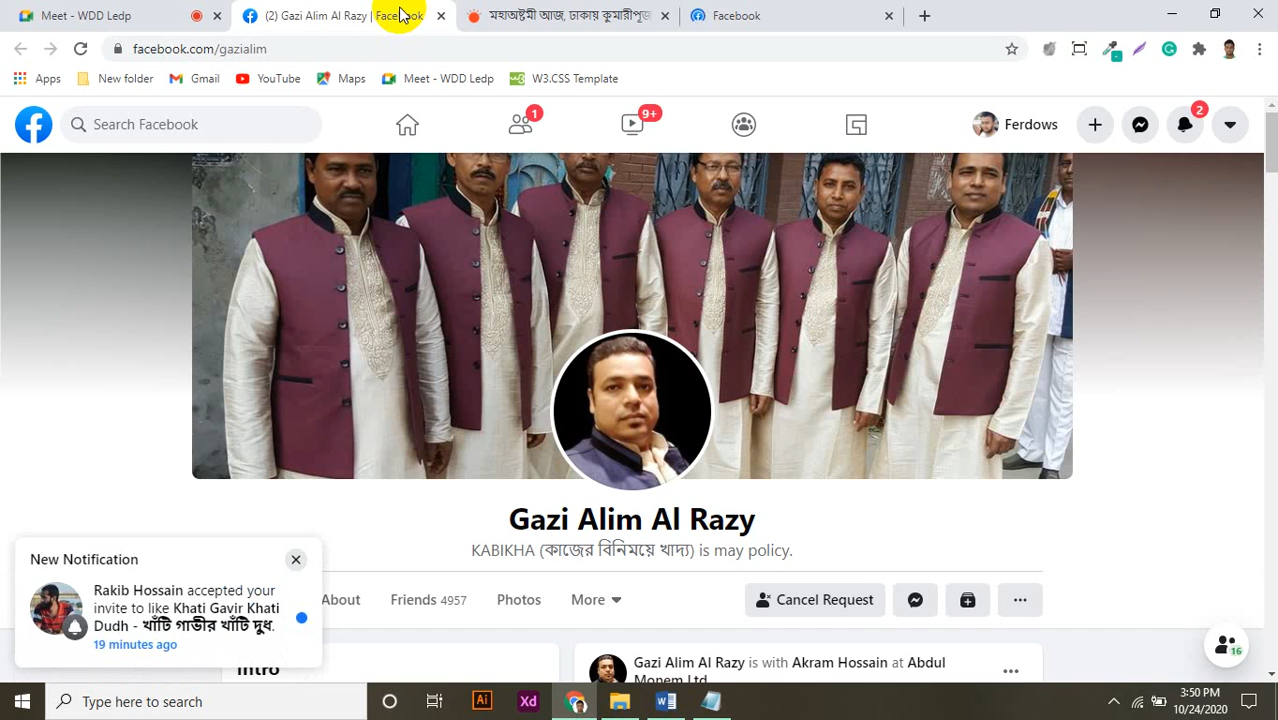 Meet - WDD Ledp
(2) Gazi Alim Al Razy | Facebook
মহাঅষ্টমী আজ, ঢাকায় কুমারীপূজ
Facebook
facebook.com/gazialim
Apps
New folder
Gmail
YouTube
Maps
Meet - WDD Ledp
W3.CSS Template
Search Facebook
1
9+
Ferdows
2
Gazi Alim Al Razy
KABIKHA (কাজের বিনিময়ে খাদ্য) is may policy.
About
Friends 4957
Photos
More
Cancel Request
New Notification
Rakib Hossain accepted your
invite to like Khati Gavir Khati
Dudh - খাঁটি গাভীর খাঁটি দুধ.
19 minutes ago
16
Intro
Gazi Alim Al Razy is with Akram Hossain at Abdul
Monem Ltd
Type here to search
Ai
Xd
3:50 PM
10/24/2020